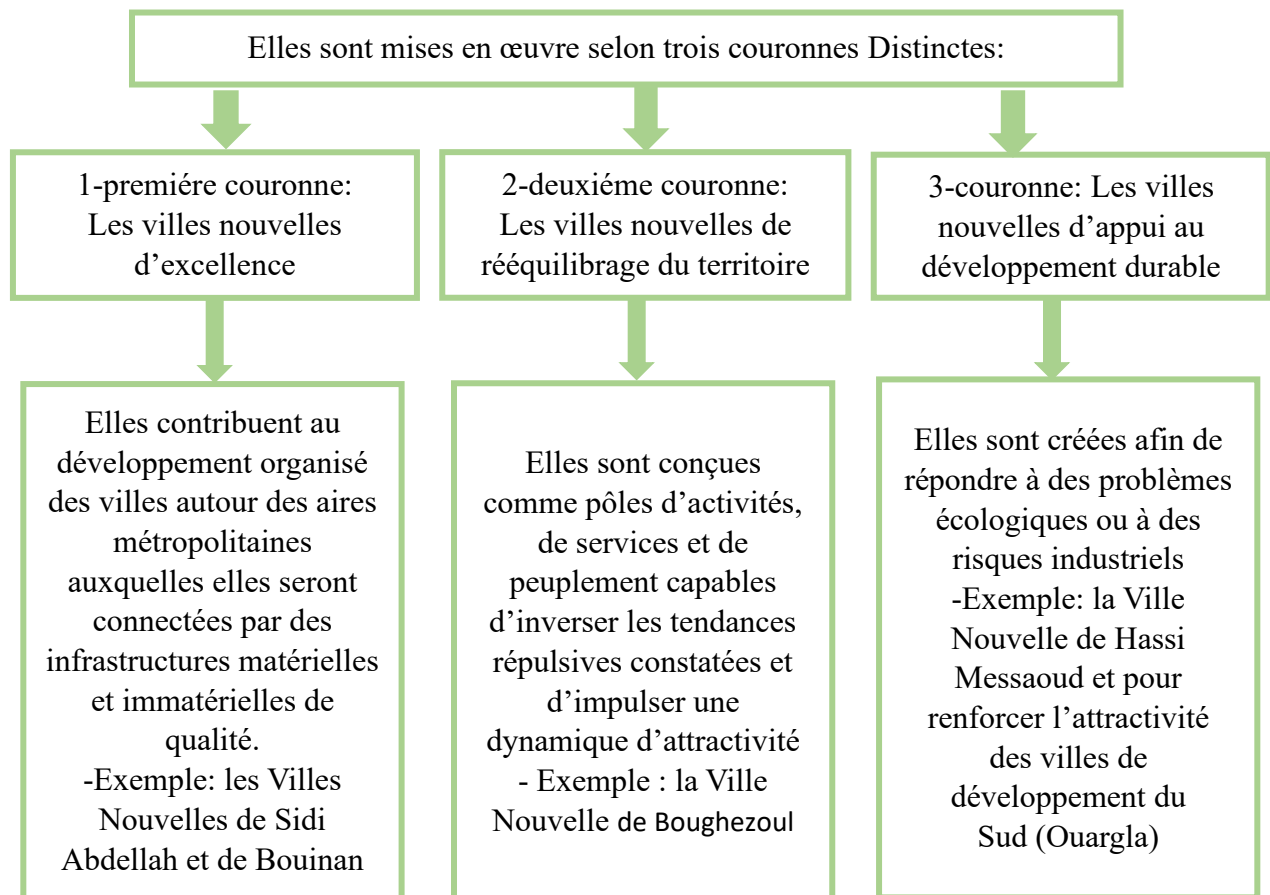 Elles sont mises en œuvre selon trois couronnes Distinctes:
1-premiére couronne:
Les villes nouvelles
d’excellence
2-deuxiéme couronne:
Les villes nouvelles de
rééquilibrage du territoire
3-couronne: Les villes
nouvelles d’appui au
développement durable
Elles contribuent au
développement organisé
des villes autour des aires
métropolitaines
auxquelles elles seront
connectées par des
infrastructures matérielles
et immatérielles de
qualité.
-Exemple: les Villes
Nouvelles de Sidi
Abdellah et de Bouinan
Elles sont conçues
comme pôles d’activités,
de services et de
peuplement capables
d’inverser les tendances
répulsives constatées et
d’impulser une
dynamique d’attractivité
- Exemple : la Ville
Nouvelle de Boughezoul
Elles sont créées afin de
répondre à des problèmes
écologiques ou à des
risques industriels
-Exemple: la Ville
Nouvelle de Hassi
Messaoud et pour
renforcer l’attractivité
des villes de
développement du
Sud (Ouargla)